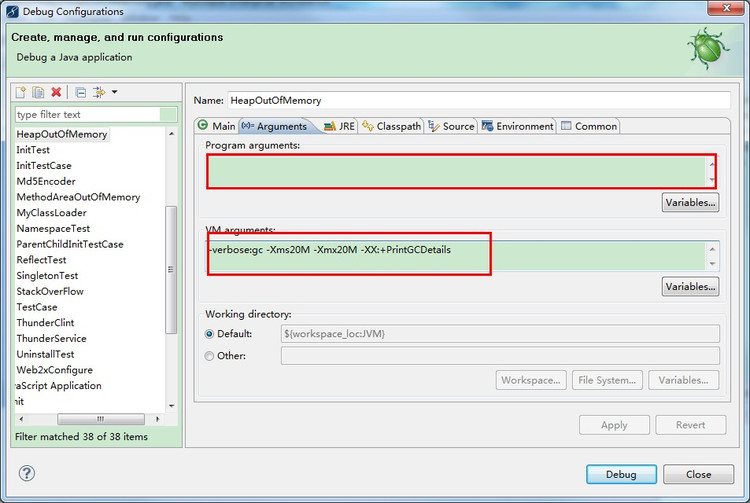 Debug Configurations
Create, manage, and run configurations
Debug a Java application
type filter text
HeapOutOfMemory
InitTest
InitTestCase
Md5Encoder
MethodAreaOutOfMemory
MyClassLoader
NamespaceTest
ParentChildInitTestCase
ReflectTest
SingletonTest
StackOverFlow
TestCase
ThunderClint
ThunderService
UninstallTest
Web2xConfigure
aScript Application
nit
Filter matched 38 of 38 items
Name: HeapOutOfMemory
Main (x)= Arguments JRE Classpath Source Environment Common
Program arguments:
Variables...
VM arguments:
-verbose:gc -Xms20M -Xmx20M -XX:+PrintGCDetails
Variables...
Working directory:
Default: ${workspace_loc:JVM}
Other:
Workspace... File System... Variables...
Apply Revert
? Debug Close